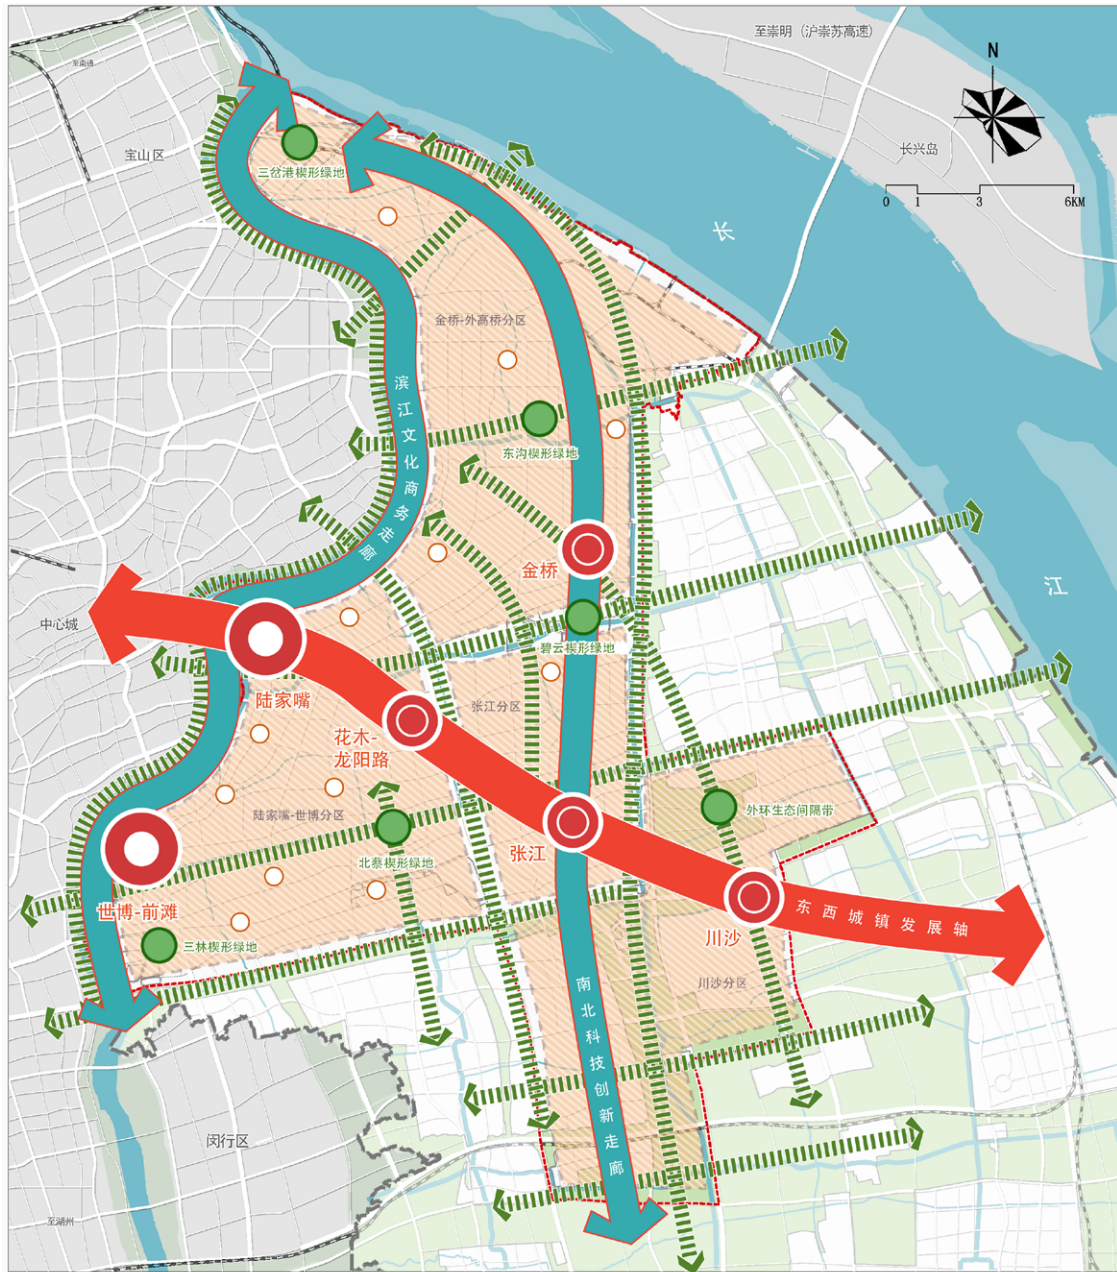 至崇明（沪崇苏高速）
N
至南通
长兴岛
宝山区
三岔港楔形绿地
0 1 3 6KM
长
金桥-外高桥分区
滨江文化商务走廊
东沟楔形绿地
金桥
江
中心城
碧云楔形绿地
陆家嘴
张江分区
花木-
龙阳路
外环生态间隔带
陆家嘴-世博分区
张江
北蔡楔形绿地
世博-前滩
东西城镇发展轴
川沙
三林楔形绿地
川沙分区
南北科技创新走廊
闵行区
至湖州